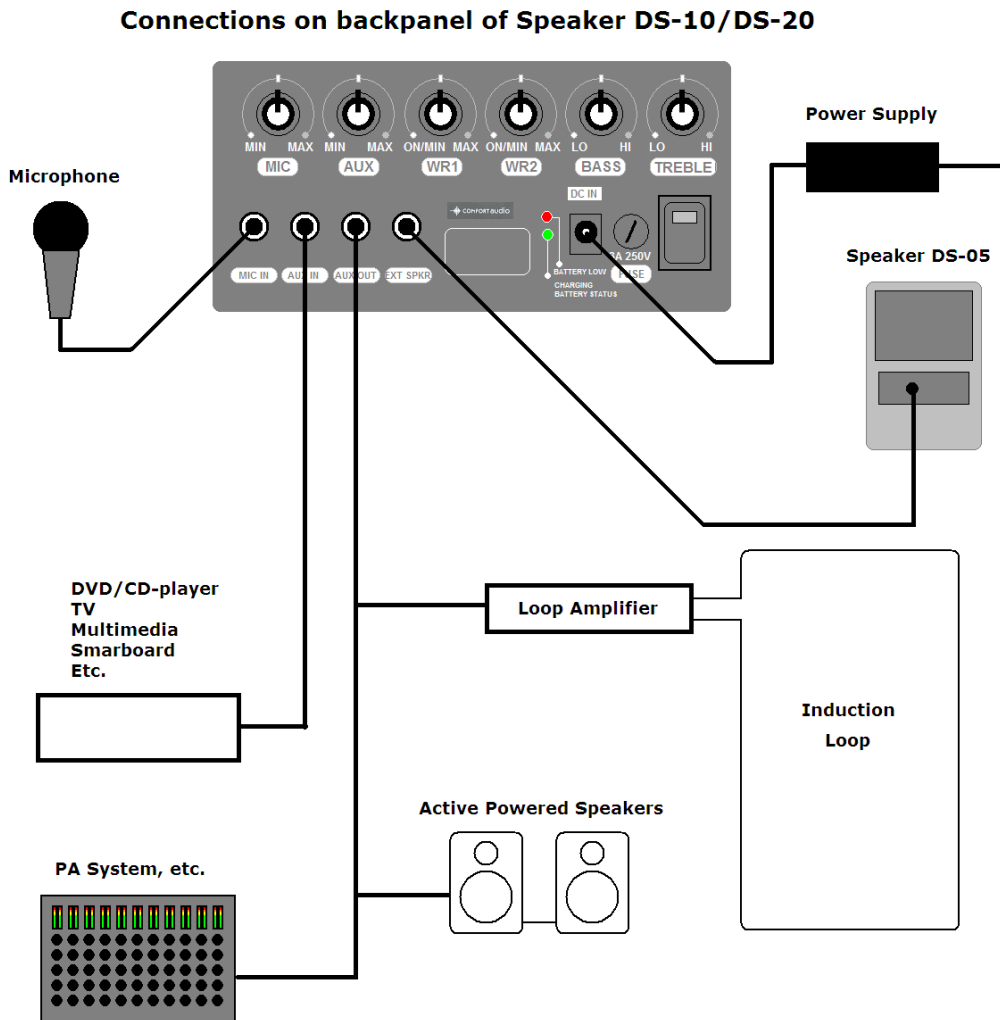 Connections on backpanel of Speaker DS-10/DS-20
MIN MAX MIN MAX ON/MIN MAX ON/MIN MAX LO HI LO HI
MIC AUX WR1 WR2 BASS TREBLE
Power Supply
Microphone
DC IN
COMFORT AUDIO
A 250V
MIC IN AUX IN AUX OUT EXT SPKR
BATTERY LOW
FUSE
CHARGING
BATTERY STATUS
Speaker DS-05
DVD/CD-player
TV
Multimedia
Smarboard
Etc.
Loop Amplifier
Induction
Loop
Active Powered Speakers
PA System, etc.